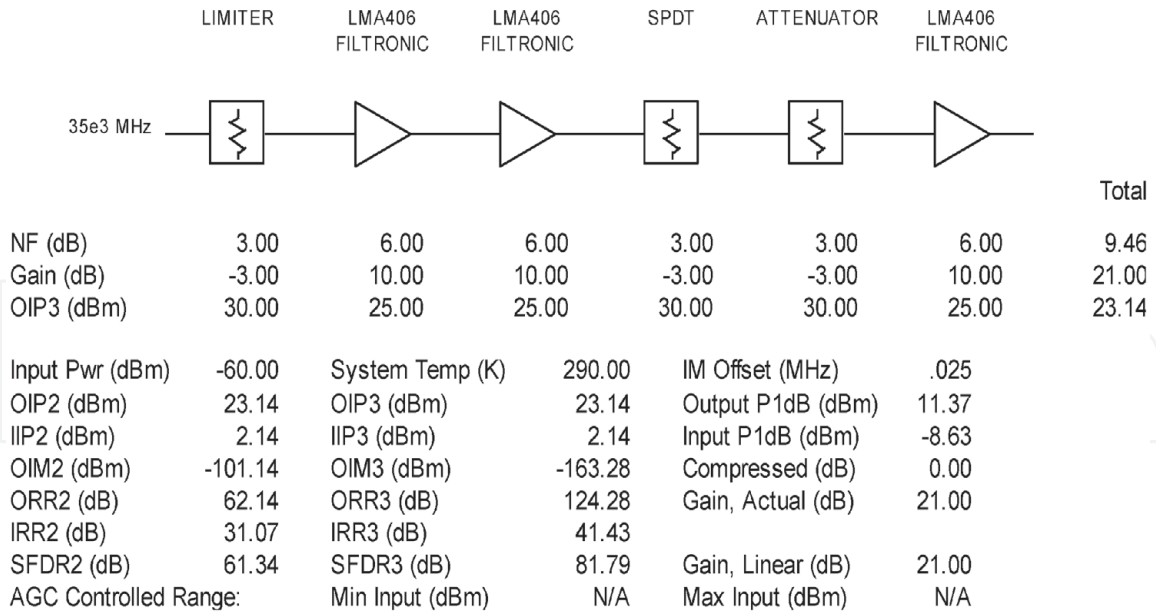 LIMITER LMA406 LMA406 SPDT ATTENUATOR LMA406
FILTRONIC FILTRONIC FILTRONIC
35e3 MHz
Total
NF (dB) 3.00 6.00 6.00 3.00 3.00 6.00 9.46
Gain (dB) -3.00 10.00 10.00 -3.00 -3.00 10.00 21.00
OIP3 (dBm) 30.00 25.00 25.00 30.00 30.00 25.00 23.14
Input Pwr (dBm) -60.00 System Temp (K) 290.00 IM Offset (MHz) .025
OIP2 (dBm) 23.14 OIP3 (dBm) 23.14 Output P1dB (dBm) 11.37
IIP2 (dBm) 2.14 IIP3 (dBm) 2.14 Input P1dB (dBm) -8.63
OIM2 (dBm) -101.14 OIM3 (dBm) -163.28 Compressed (dB) 0.00
ORR2 (dB) 62.14 ORR3 (dB) 124.28 Gain, Actual (dB) 21.00
IRR2 (dB) 31.07 IRR3 (dB) 41.43
SFDR2 (dB) 61.34 SFDR3 (dB) 81.79 Gain, Linear (dB) 21.00
AGC Controlled Range: Min Input (dBm) N/A Max Input (dBm) N/A